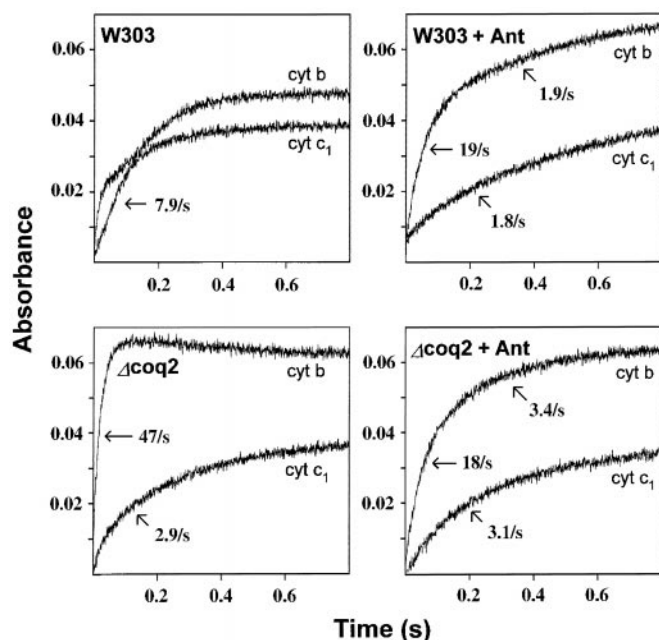 Absorbance
W303
0.06
cyt b
0.04
cyt c1
0.02
7.9/s
0.2 0.4 0.6
W303 + Ant
cyt b
1.9/s
19/s
cyt c1
1.8/s
0.2 0.4 0.6
0.06
Δcoq2
cyt b
0.04
47/s
cyt c1
0.02
2.9/s
0.2 0.4 0.6
Δcoq2 + Ant
cyt b
3.4/s
18/s
cyt c1
3.1/s
0.2 0.4 0.6
Time (s)